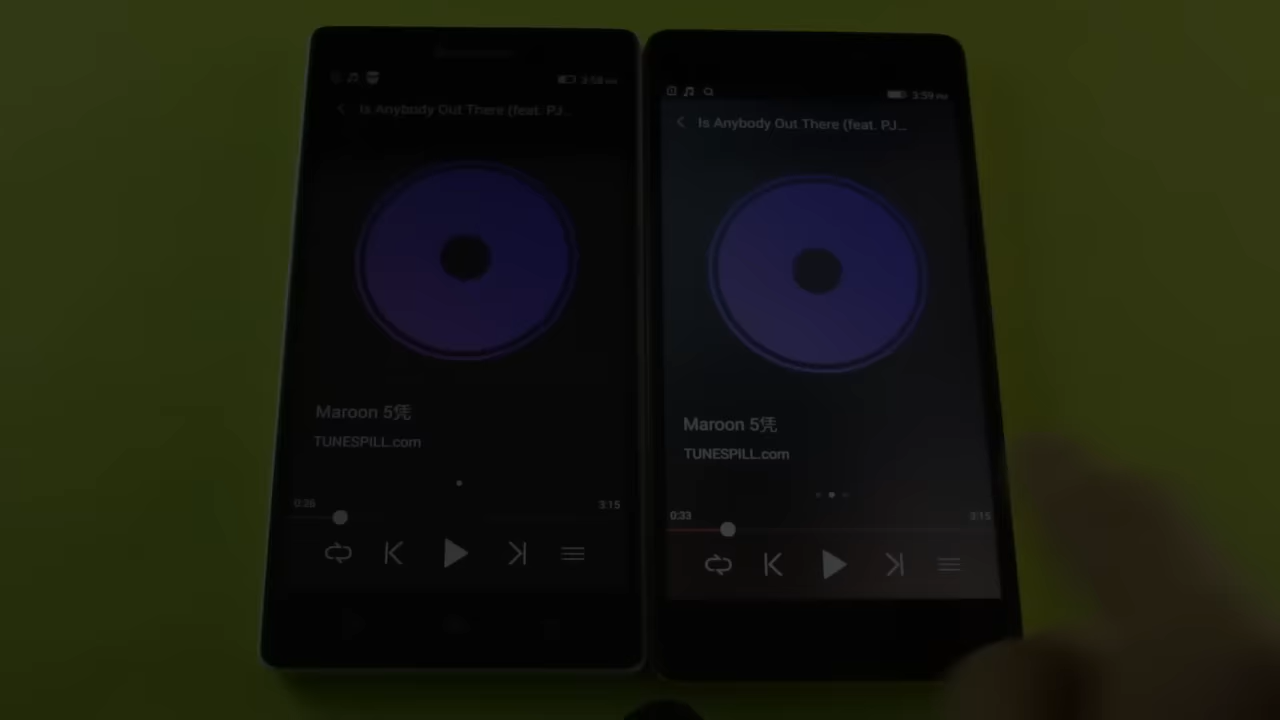 3:58
Is Anybody Out There (feat. PJ...
Maroon 5凭
TUNESPILL.com
0:26
3:15
3:59 PM
Is Anybody Out There (feat. PJ...
Maroon 5凭
TUNESPILL.com
0:33
3:15